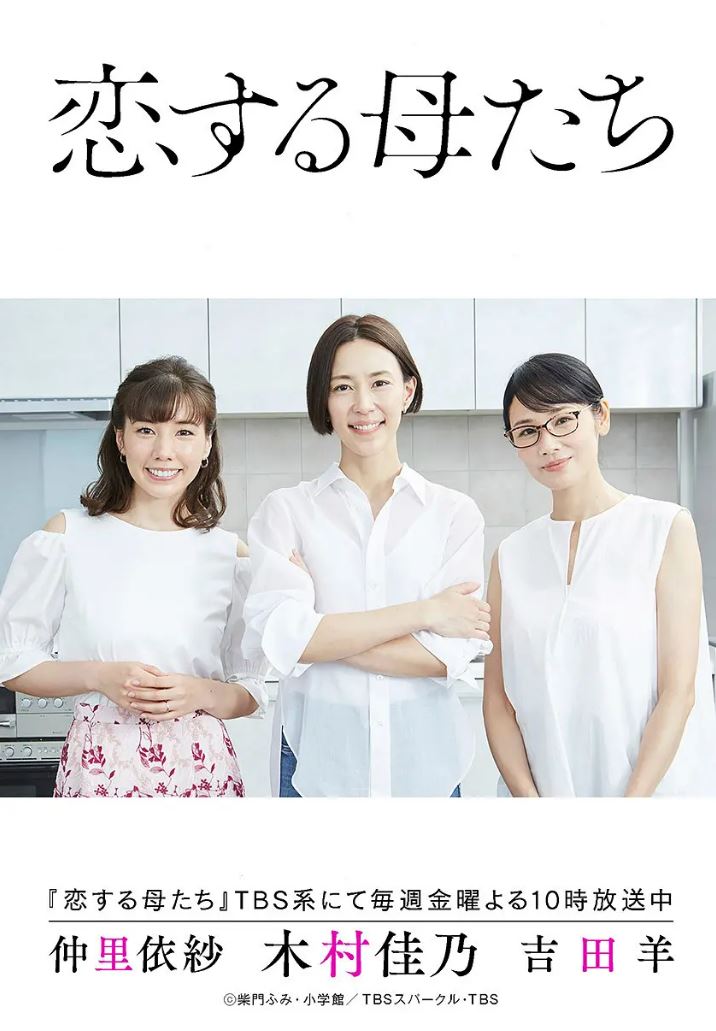 恋する母たち
『恋する母たち』TBS系にて毎週金曜よる10時放送中
仲里依紗 木村佳乃 吉田羊
©柴門ふみ・小学館／TBSスパークル・TBS